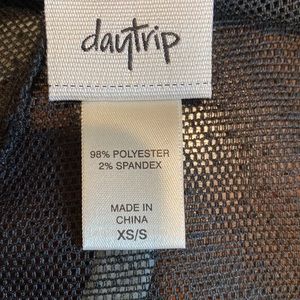 daytrip
98% POLYESTER
2% SPANDEX
MADE IN
CHINA
XS/S